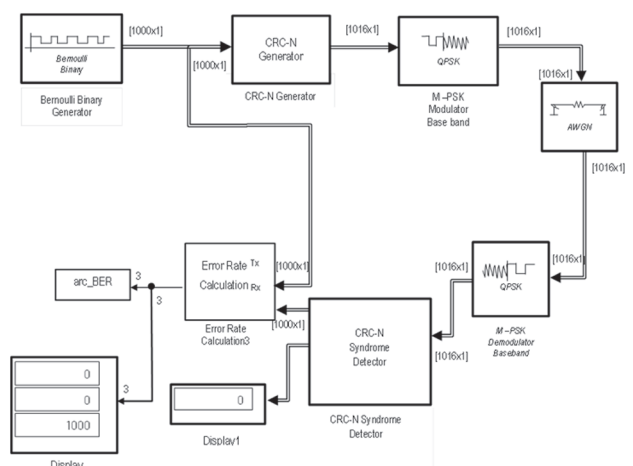 [1000x1]
[1000x1]
Bernoulli
Binary
Bernoulli Binary
Generator
CRC-N
Generator
CRC-N Generator
[1016x1]
QPSK
M –PSK
Modulator
Base band
[1016x1]
[1016x1]
AWGN
[1016x1]
[1016x1]
QPSK
M –PSK
Demodulator
Baseband
[1016x1]
[1016x1]
CRC-N
Syndrome
Detector
CRC-N Syndrome
Detector
[1000x1]
[1000x1]
Error Rate Tx
Calculation Rx
Error Rate
Calculation3
arc_BER
3
3
3
0
0
1000
Display
0
Display1